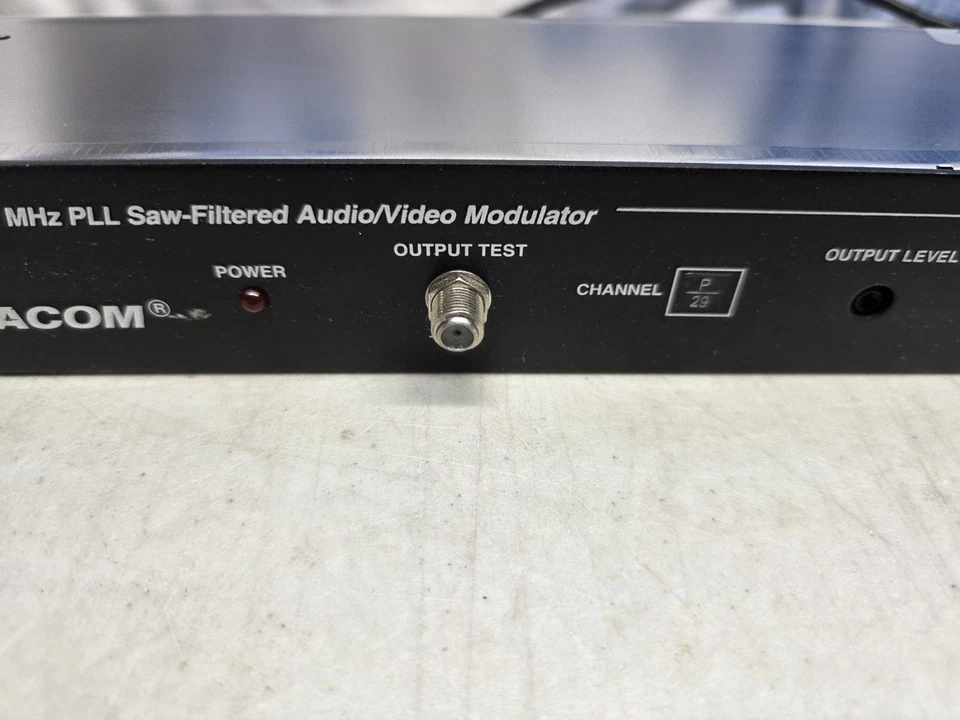 MHz PLL Saw-Filtered Audio/Video Modulator
OUTPUT TEST
POWER
OUTPUT LEVEL
CHANNEL
P
29
ACOM®